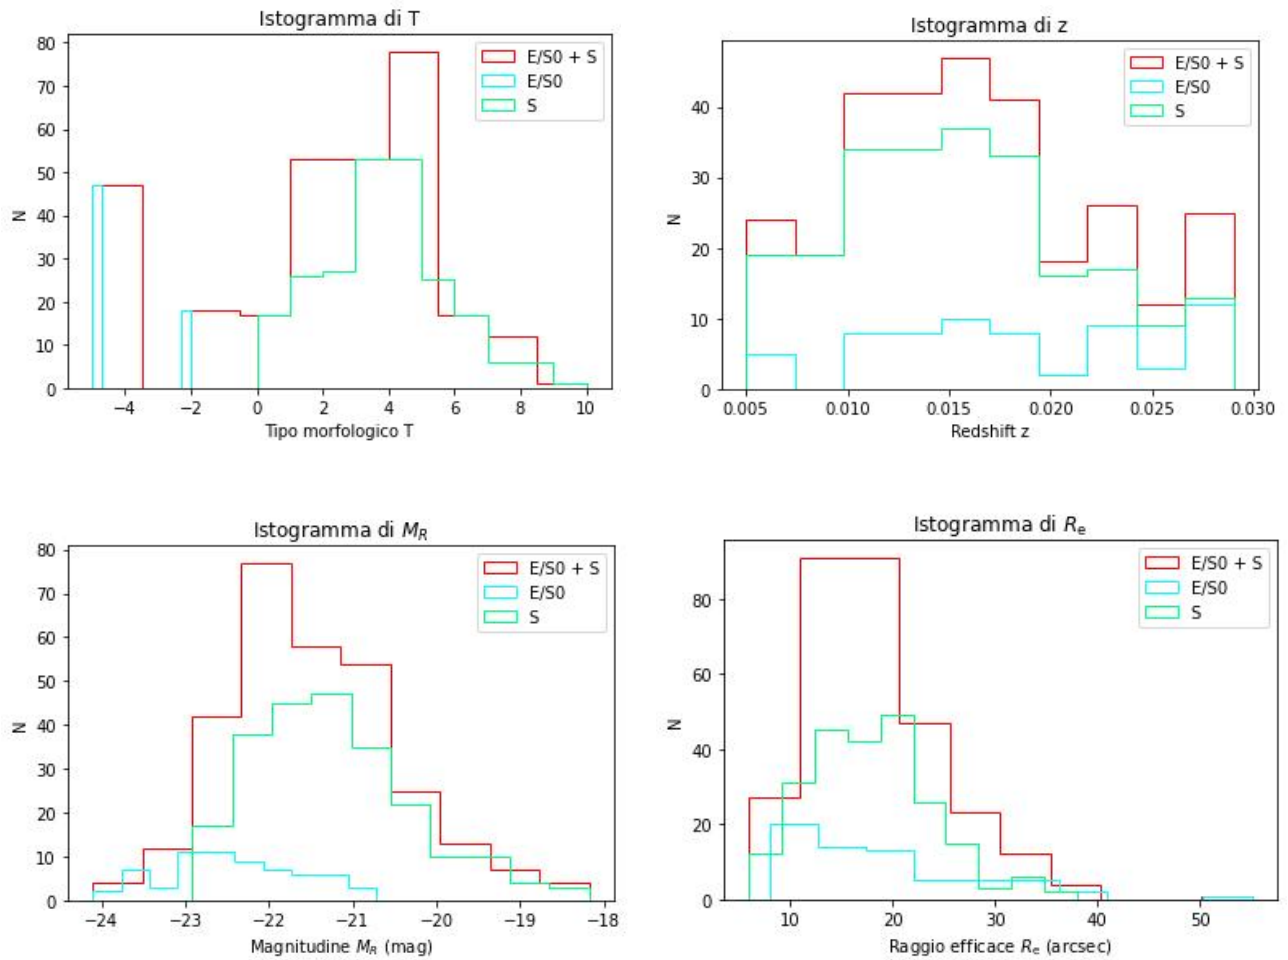 Istogramma di T
80
70
60
50
40
30
20
10
0
N
−4
−2
0
2
4
6
8
10
Tipo morfologico T
E/S0 + S
E/S0
S
Istogramma di z
40
30
20
10
0
N
0.005
0.010
0.015
0.020
0.025
0.030
Redshift z
E/S0 + S
E/S0
S
Istogramma di M_R
80
70
60
50
40
30
20
10
0
N
−24
−23
−22
−21
−20
−19
−18
Magnitudine M_R (mag)
E/S0 + S
E/S0
S
Istogramma di R_e
80
60
40
20
0
N
10
20
30
40
50
Raggio efficace R_e (arcsec)
E/S0 + S
E/S0
S